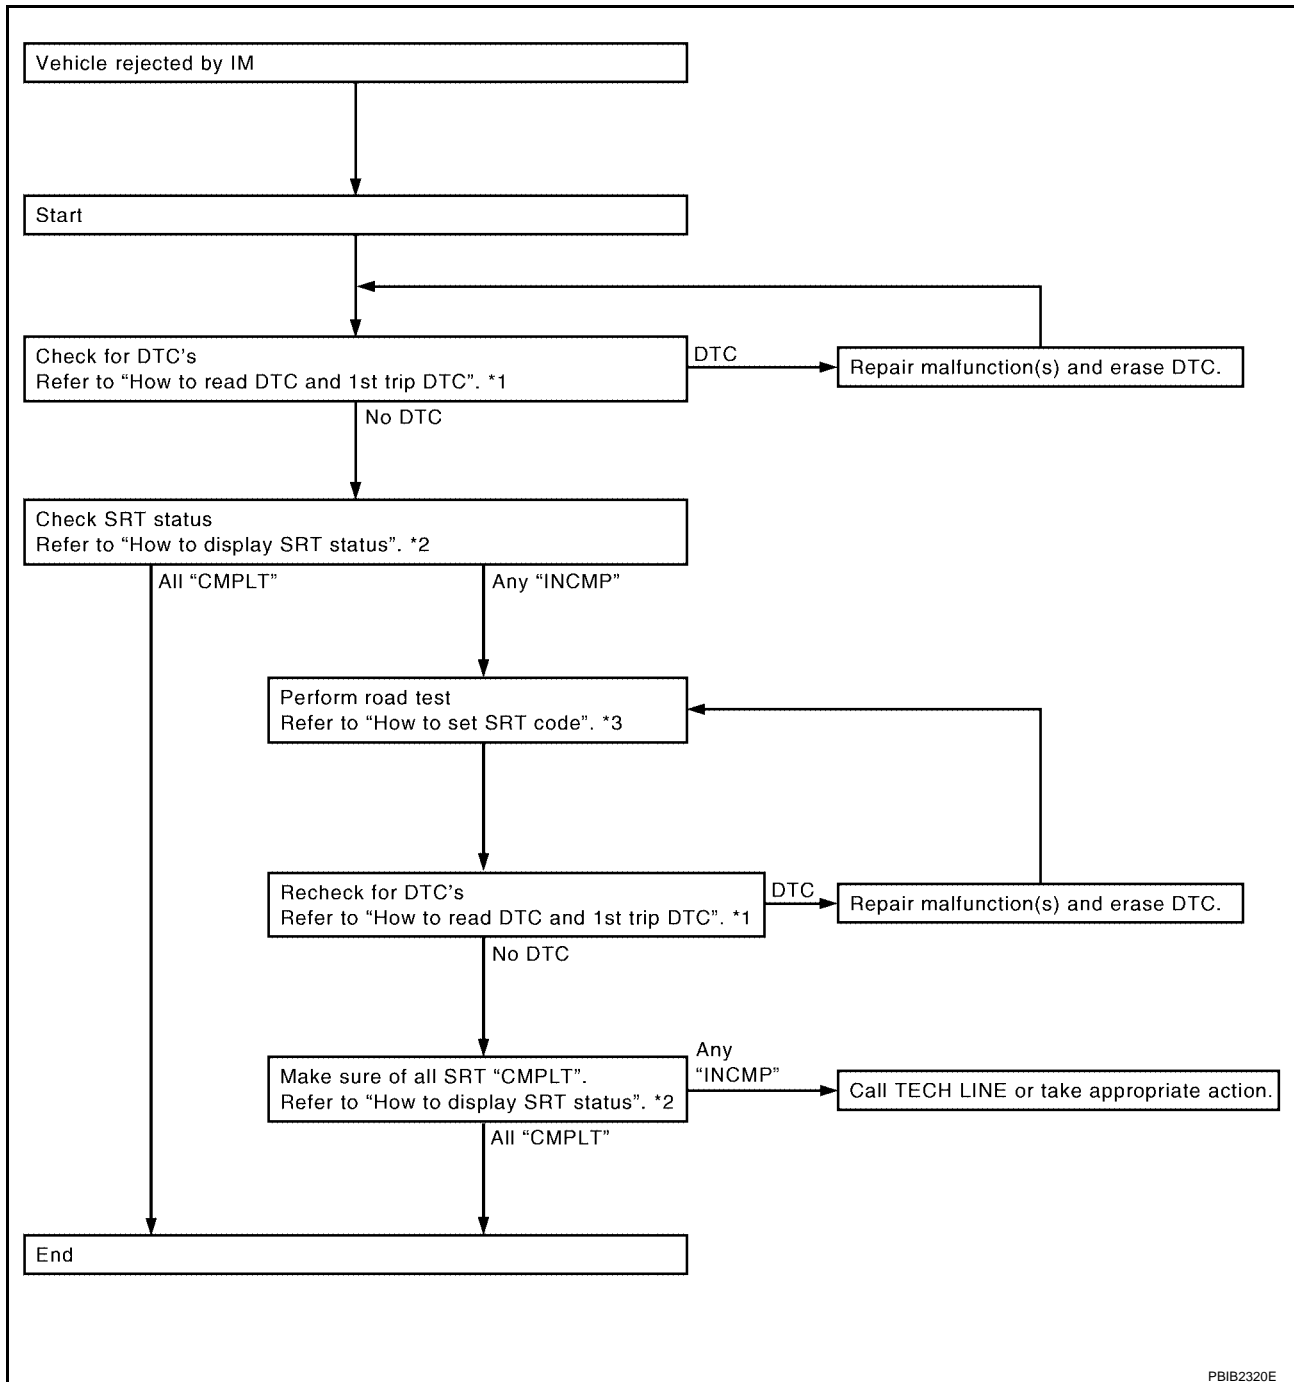 Vehicle rejected by IM
Start
Check for DTC's
Refer to “How to read DTC and 1st trip DTC”. *1
DTC
Repair malfunction(s) and erase DTC.
No DTC
Check SRT status
Refer to “How to display SRT status”. *2
All “CMPLT”
Any “INCMP”
Perform road test
Refer to “How to set SRT code”. *3
Recheck for DTC's
Refer to “How to read DTC and 1st trip DTC”. *1
DTC
Repair malfunction(s) and erase DTC.
No DTC
Make sure of all SRT “CMPLT”.
Refer to “How to display SRT status”. *2
Any
“INCMP”
Call TECH LINE or take appropriate action.
All “CMPLT”
End
PBIB2320E